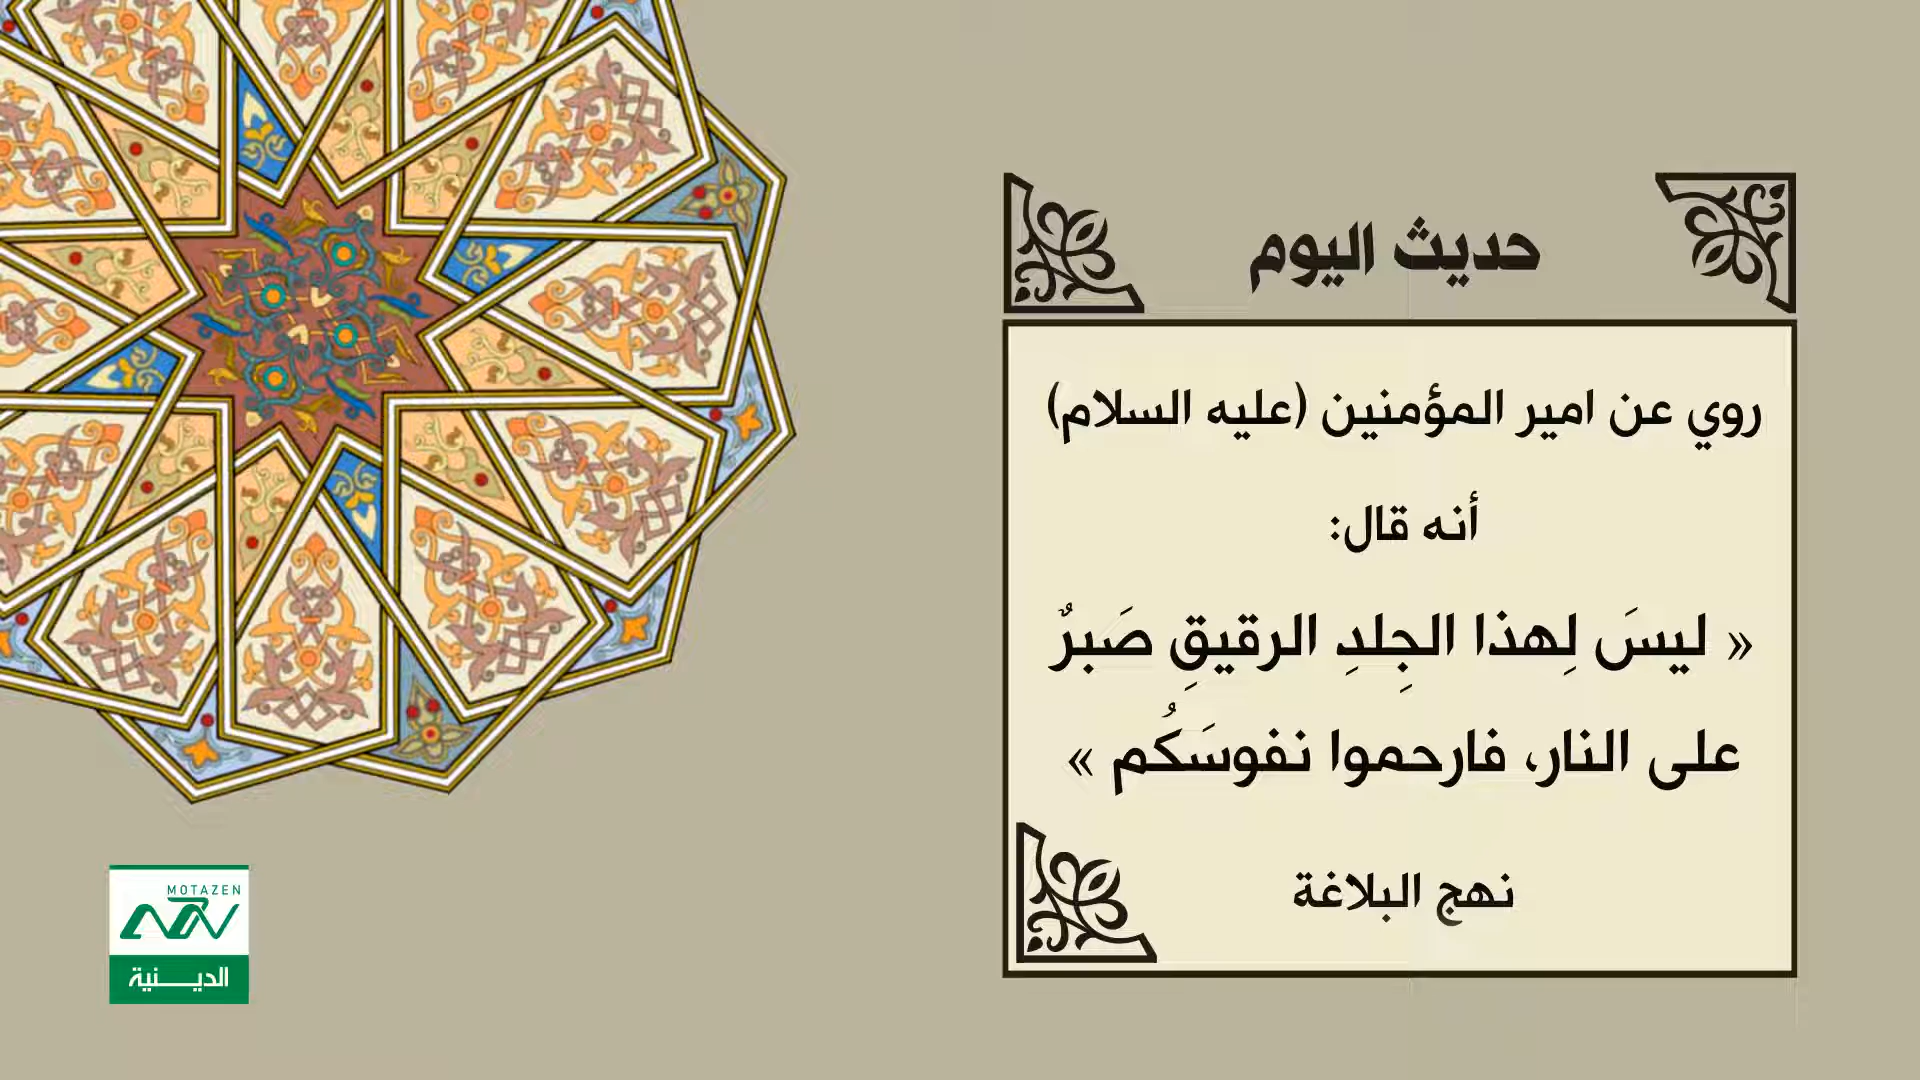 حديث اليوم
روي عن امير المؤمنين (عليه السلام)
أنه قال:
« ليسَ لِهذا الجِلدِ الرقيقِ صَبرٌ
على النار، فارحموا نفوسَكُم »
نهج البلاغة
MOTAZEN
الدينية